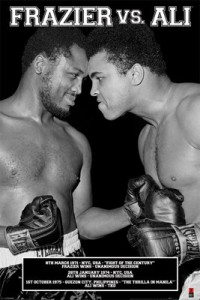 FRAZIER VS. ALI
8TH MARCH 1971 - NYC, USA - "FIGHT OF THE CENTURY"
FRAZIER WINS - UNANIMOUS DECISION
28TH JANUARY 1974 - NYC, USA
ALI WINS - UNANIMOUS DECISION
1ST OCTOBER 1975 - QUEZON CITY, PHILIPPINES - "THE THRILLA IN MANILA"
ALI WINS - TKO